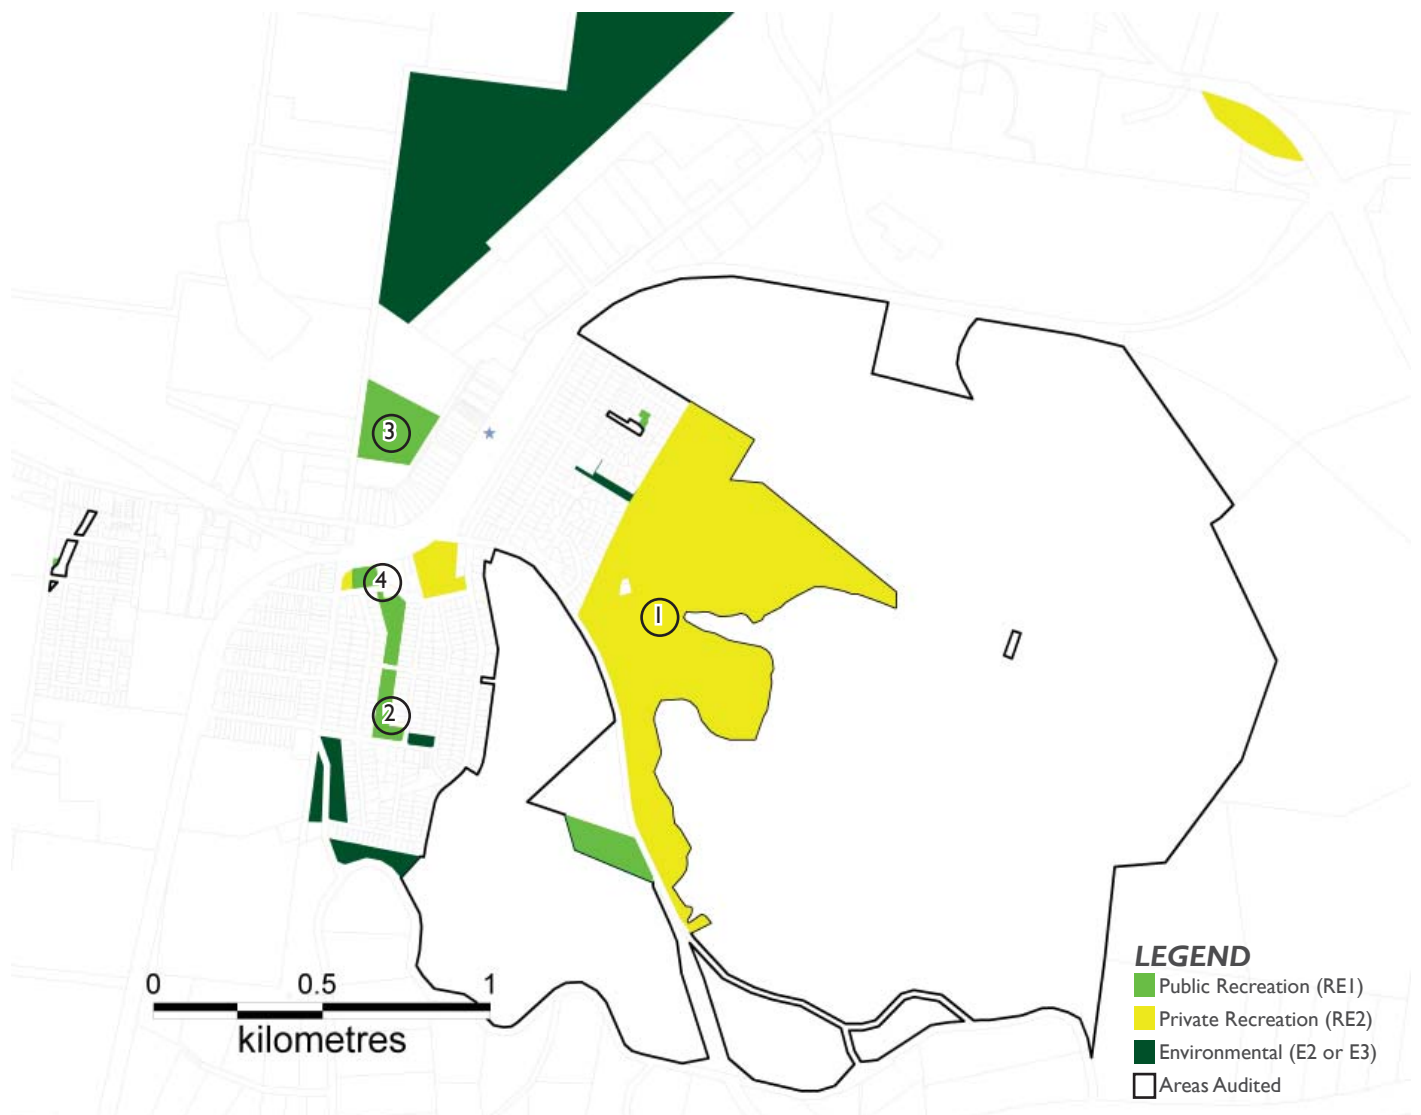 3
4
1
2
0 0.5 1
kilometres
LEGEND
Public Recreation (RE1)
Private Recreation (RE2)
Environmental (E2 or E3)
Areas Audited